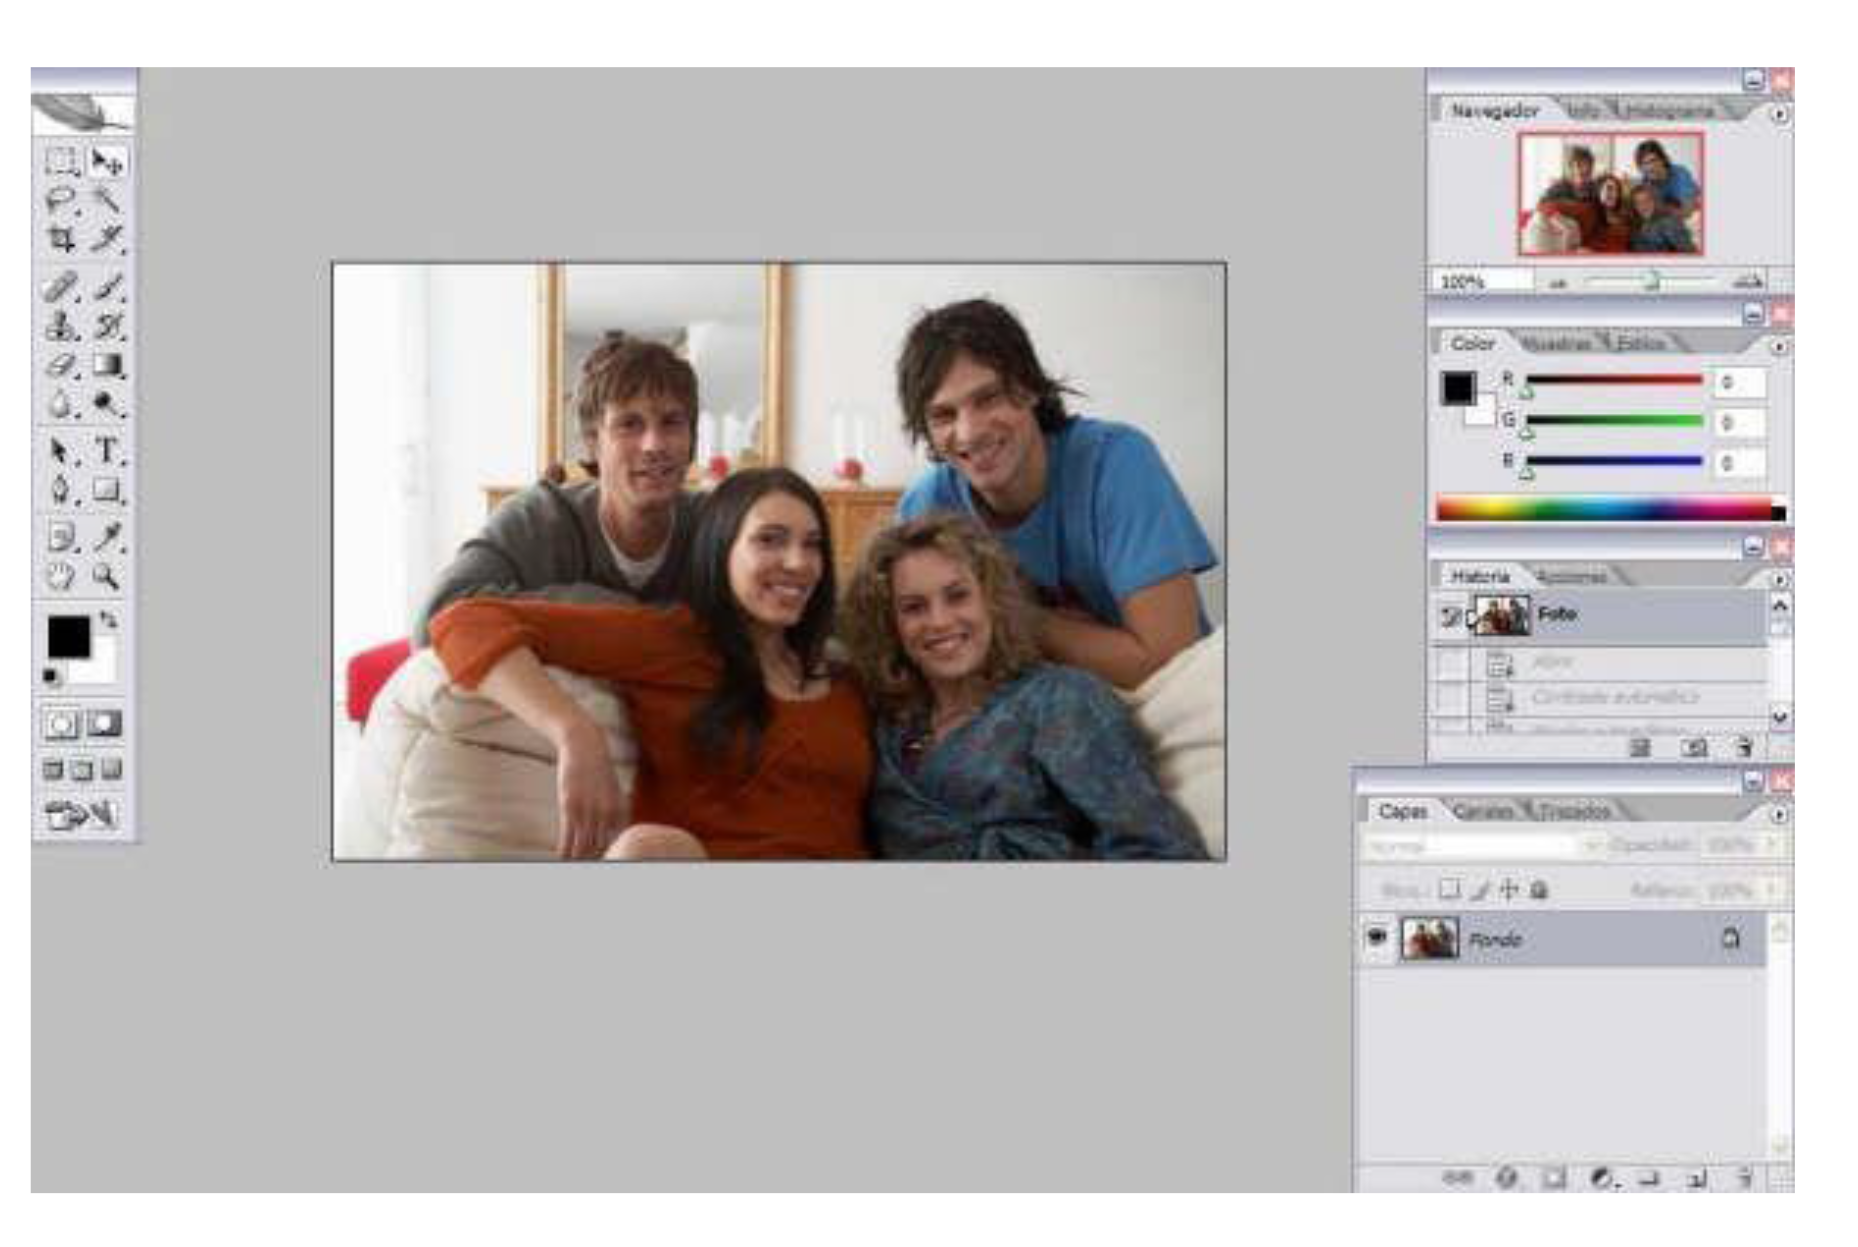 Navegador Info Histograma
100%
Color Muestras Estilos
R 0
G 0
B 0
T
Historia Acciones
Foto
Abrir
Contraste automático
Capas Canales Trazados
Normal Opacidad: 100%
Bloq.: Relleno: 100%
Fondo